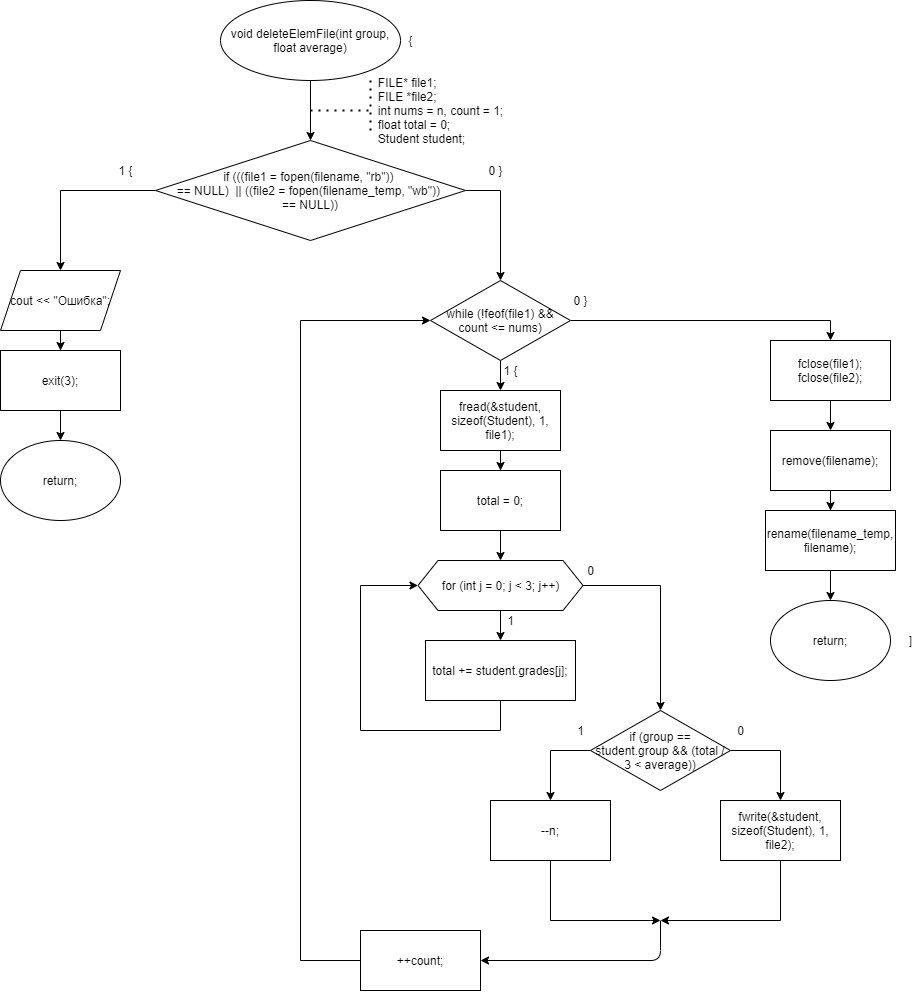 void deleteElemFile(int group,
float average)
{
FILE* file1;
FILE *file2;
int nums = n, count = 1;
float total = 0;
Student student;
1 {
if (((file1 = fopen(filename, "rb"))
== NULL) || ((file2 = fopen(filename_temp, "wb"))
== NULL))
0 }
cout << "Ошибка";
exit(3);
return;
while (!feof(file1) &&
count <= nums)
0 }
1 {
fread(&student,
sizeof(Student), 1,
file1);
total = 0;
for (int j = 0; j < 3; j++)
0
1
total += student.grades[j];
if (group ==
student.group && (total /
3 < average))
1
0
--n;
fwrite(&student,
sizeof(Student), 1,
file2);
++count;
fclose(file1);
fclose(file2);
remove(filename);
rename(filename_temp,
filename);
return;
]